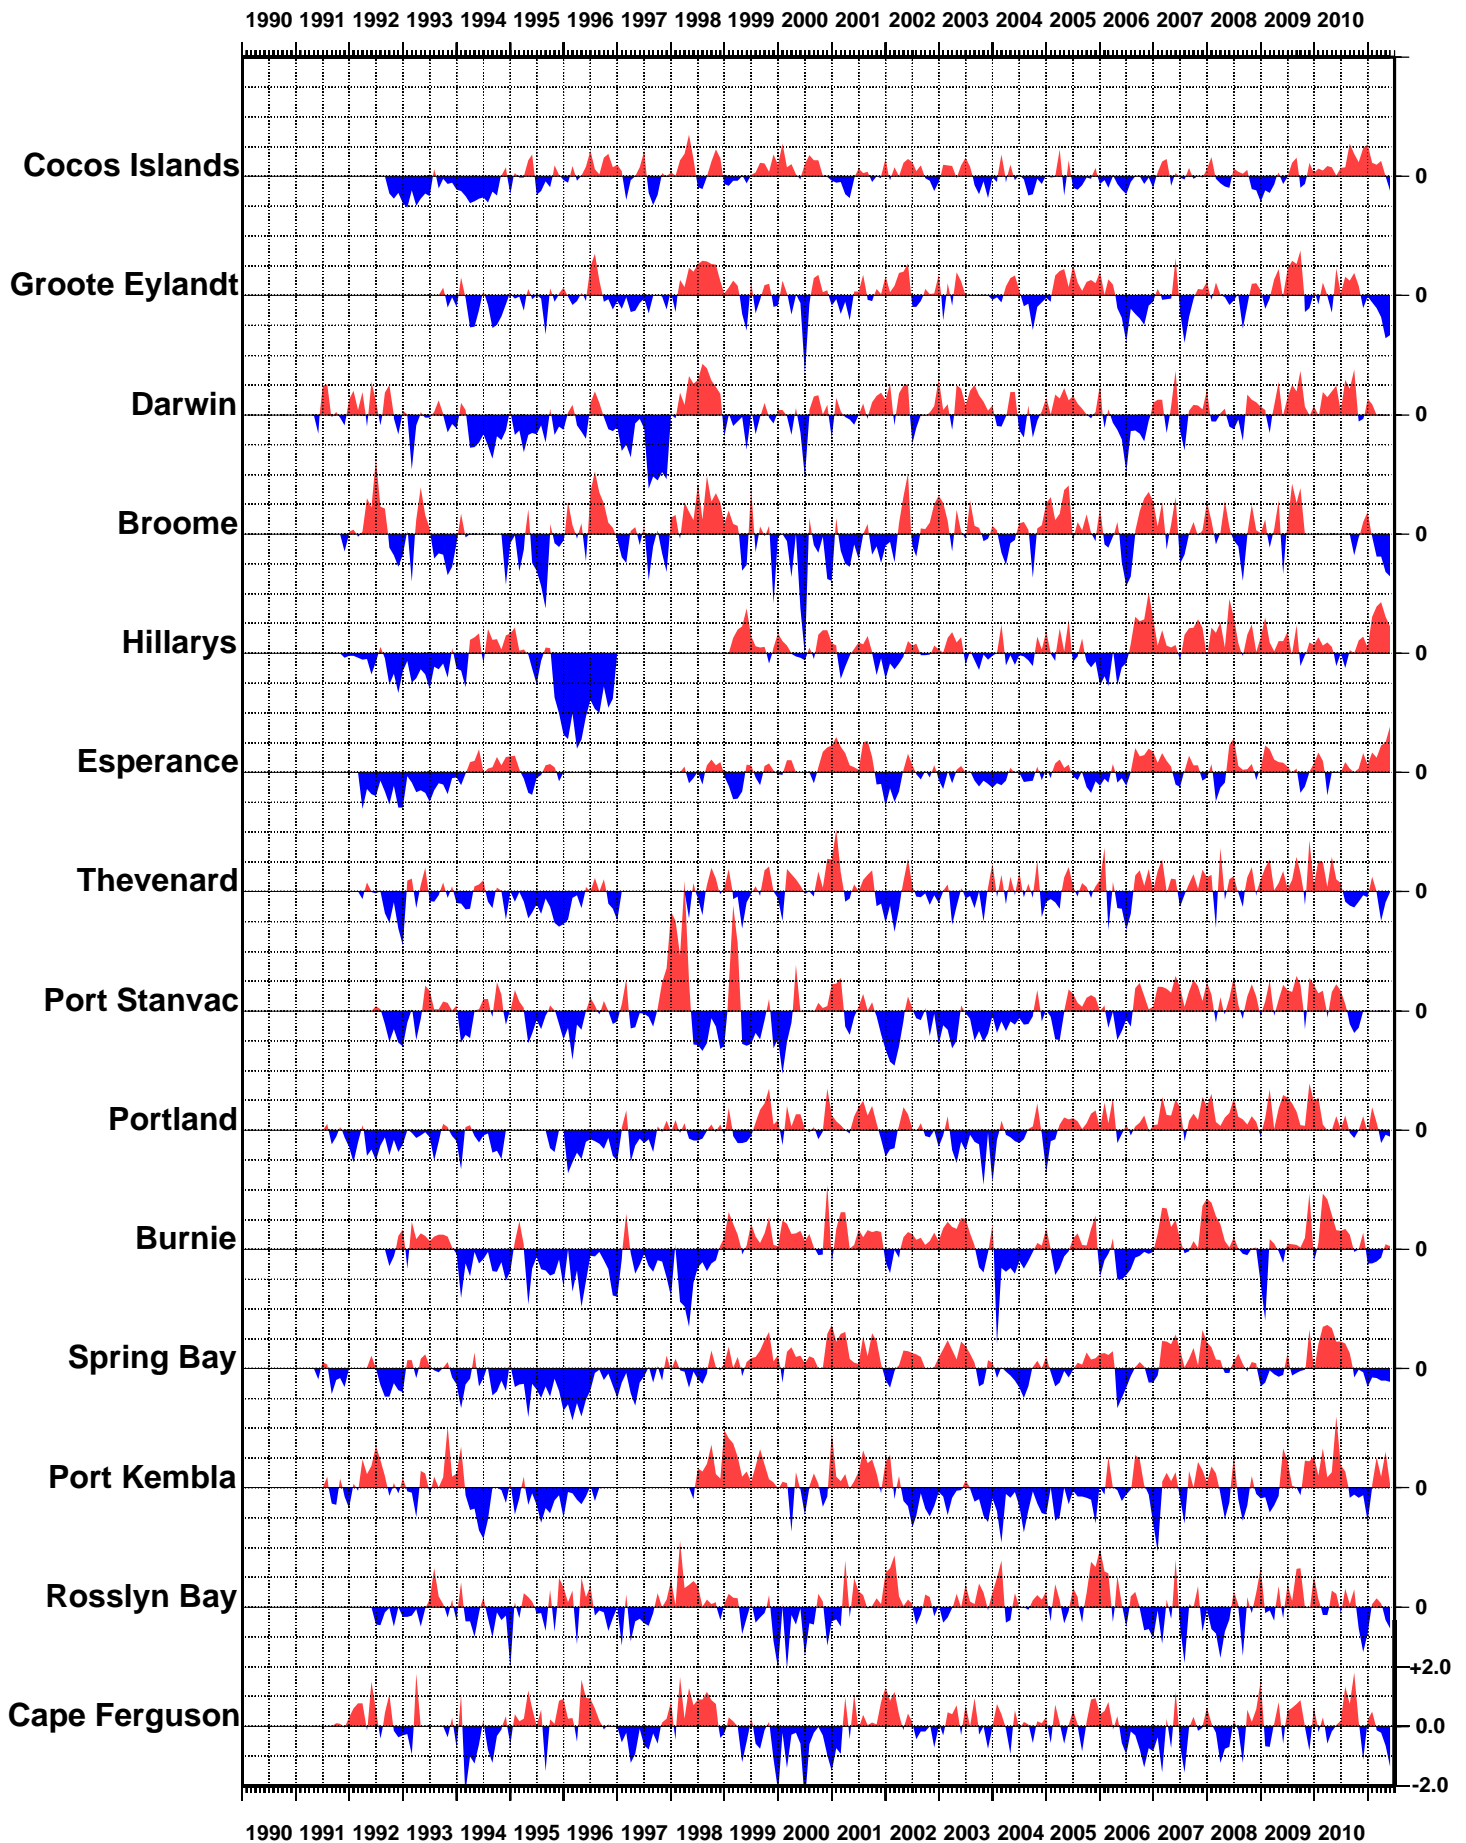 1990 1991 1992 1993 1994 1995 1996 1997 1998 1999 2000 2001 2002 2003 2004 2005 2006 2007 2008 2009 2010
Cocos Islands 0
Groote Eylandt 0
Darwin 0
Broome 0
Hillarys 0
Esperance 0
Thevenard 0
Port Stanvac 0
Portland 0
Burnie 0
Spring Bay 0
Port Kembla 0
Rosslyn Bay 0
+2.0
Cape Ferguson 0.0
-2.0
1990 1991 1992 1993 1994 1995 1996 1997 1998 1999 2000 2001 2002 2003 2004 2005 2006 2007 2008 2009 2010